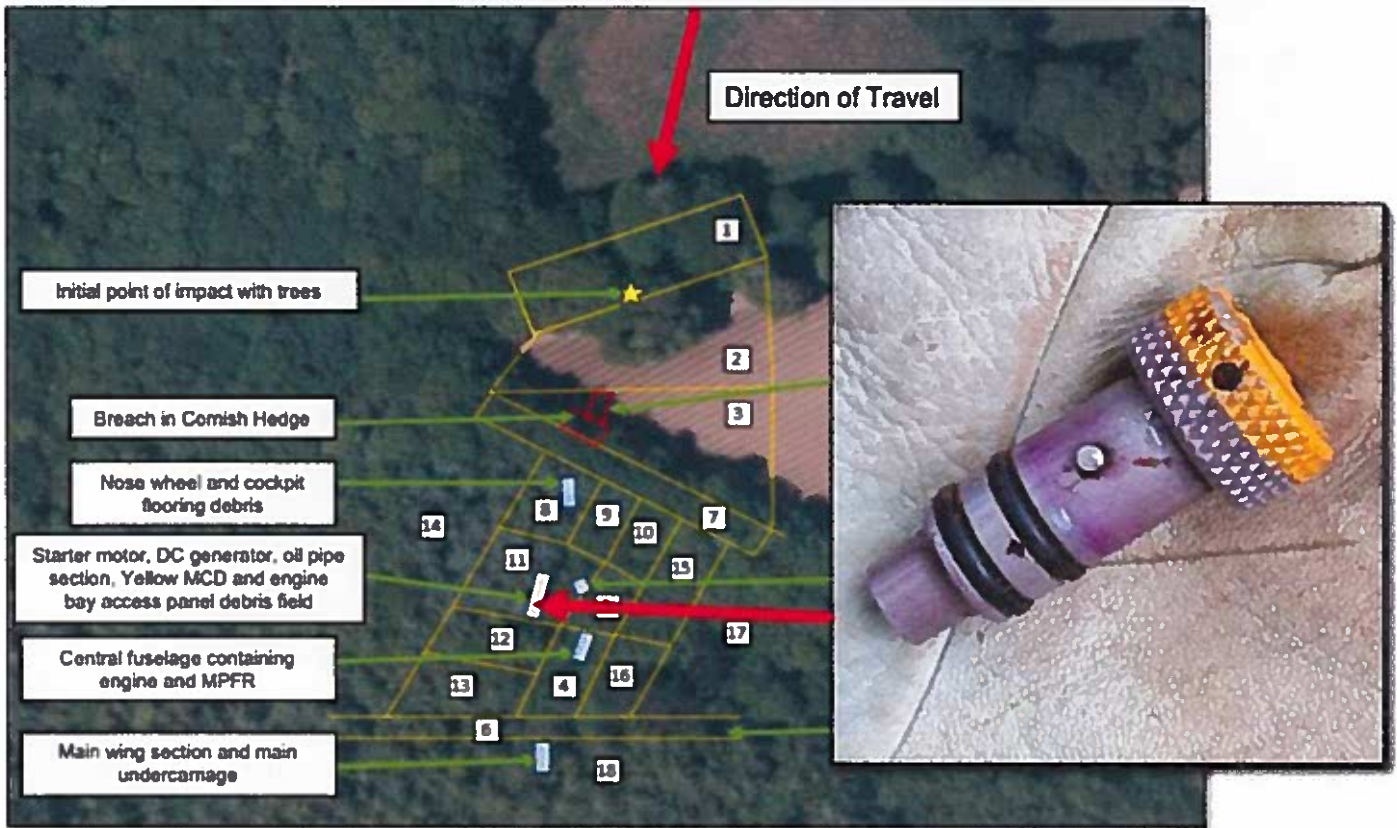 Direction of Travel
1
Initial point of impact with trees
2
3
Breach in Cornish Hedge
Nose wheel and cockpit
flooring debris
8
9
7
14
10
Starter motor, DC generator, oil pipe
section, Yellow MCD and engine
bay access panel debris field
11
15
12
17
Central fuselage containing
engine and MPFR
13
4
16
6
Main wing section and main
undercarriage
18